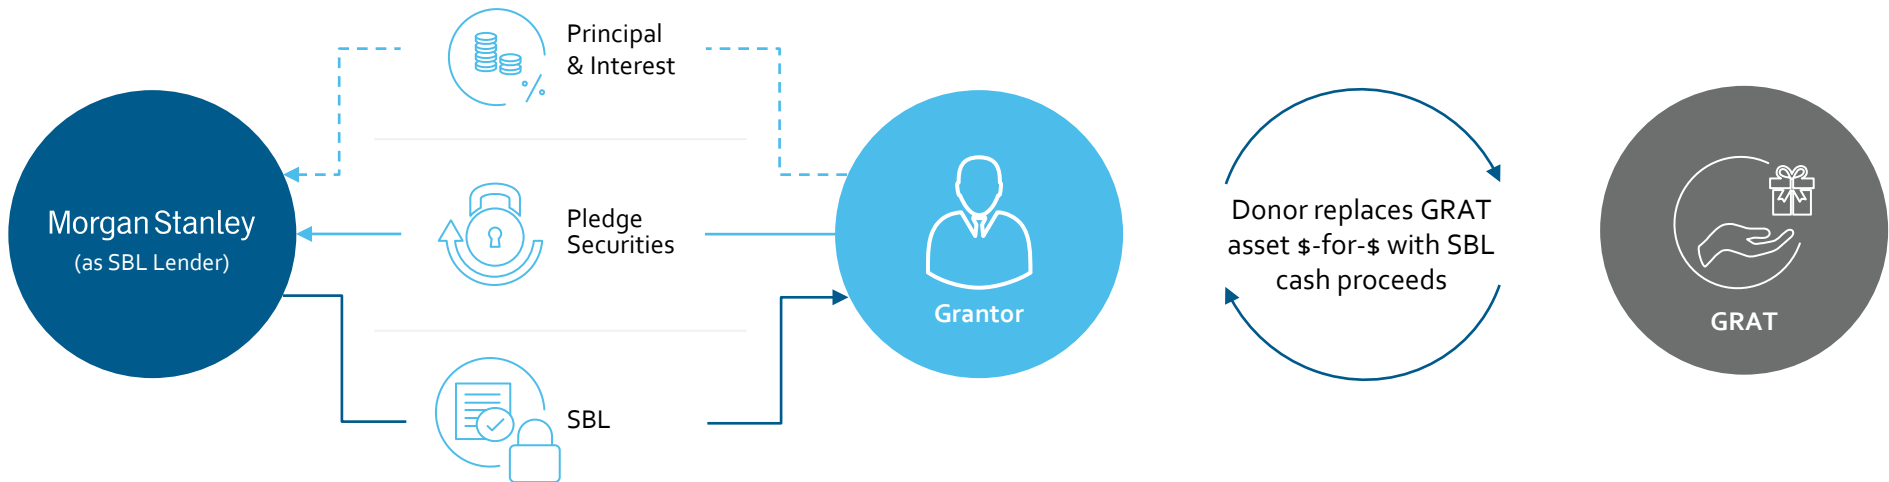 Principal
& Interest
Morgan Stanley
(as SBL Lender)
Pledge
Securities
SBL
Grantor
Donor replaces GRAT
asset $-for-$ with SBL
cash proceeds
GRAT